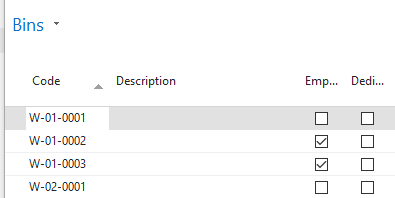 Bins
Code Description Emp... Dedi...
W-01-0001
W-01-0002
W-01-0003
W-02-0001